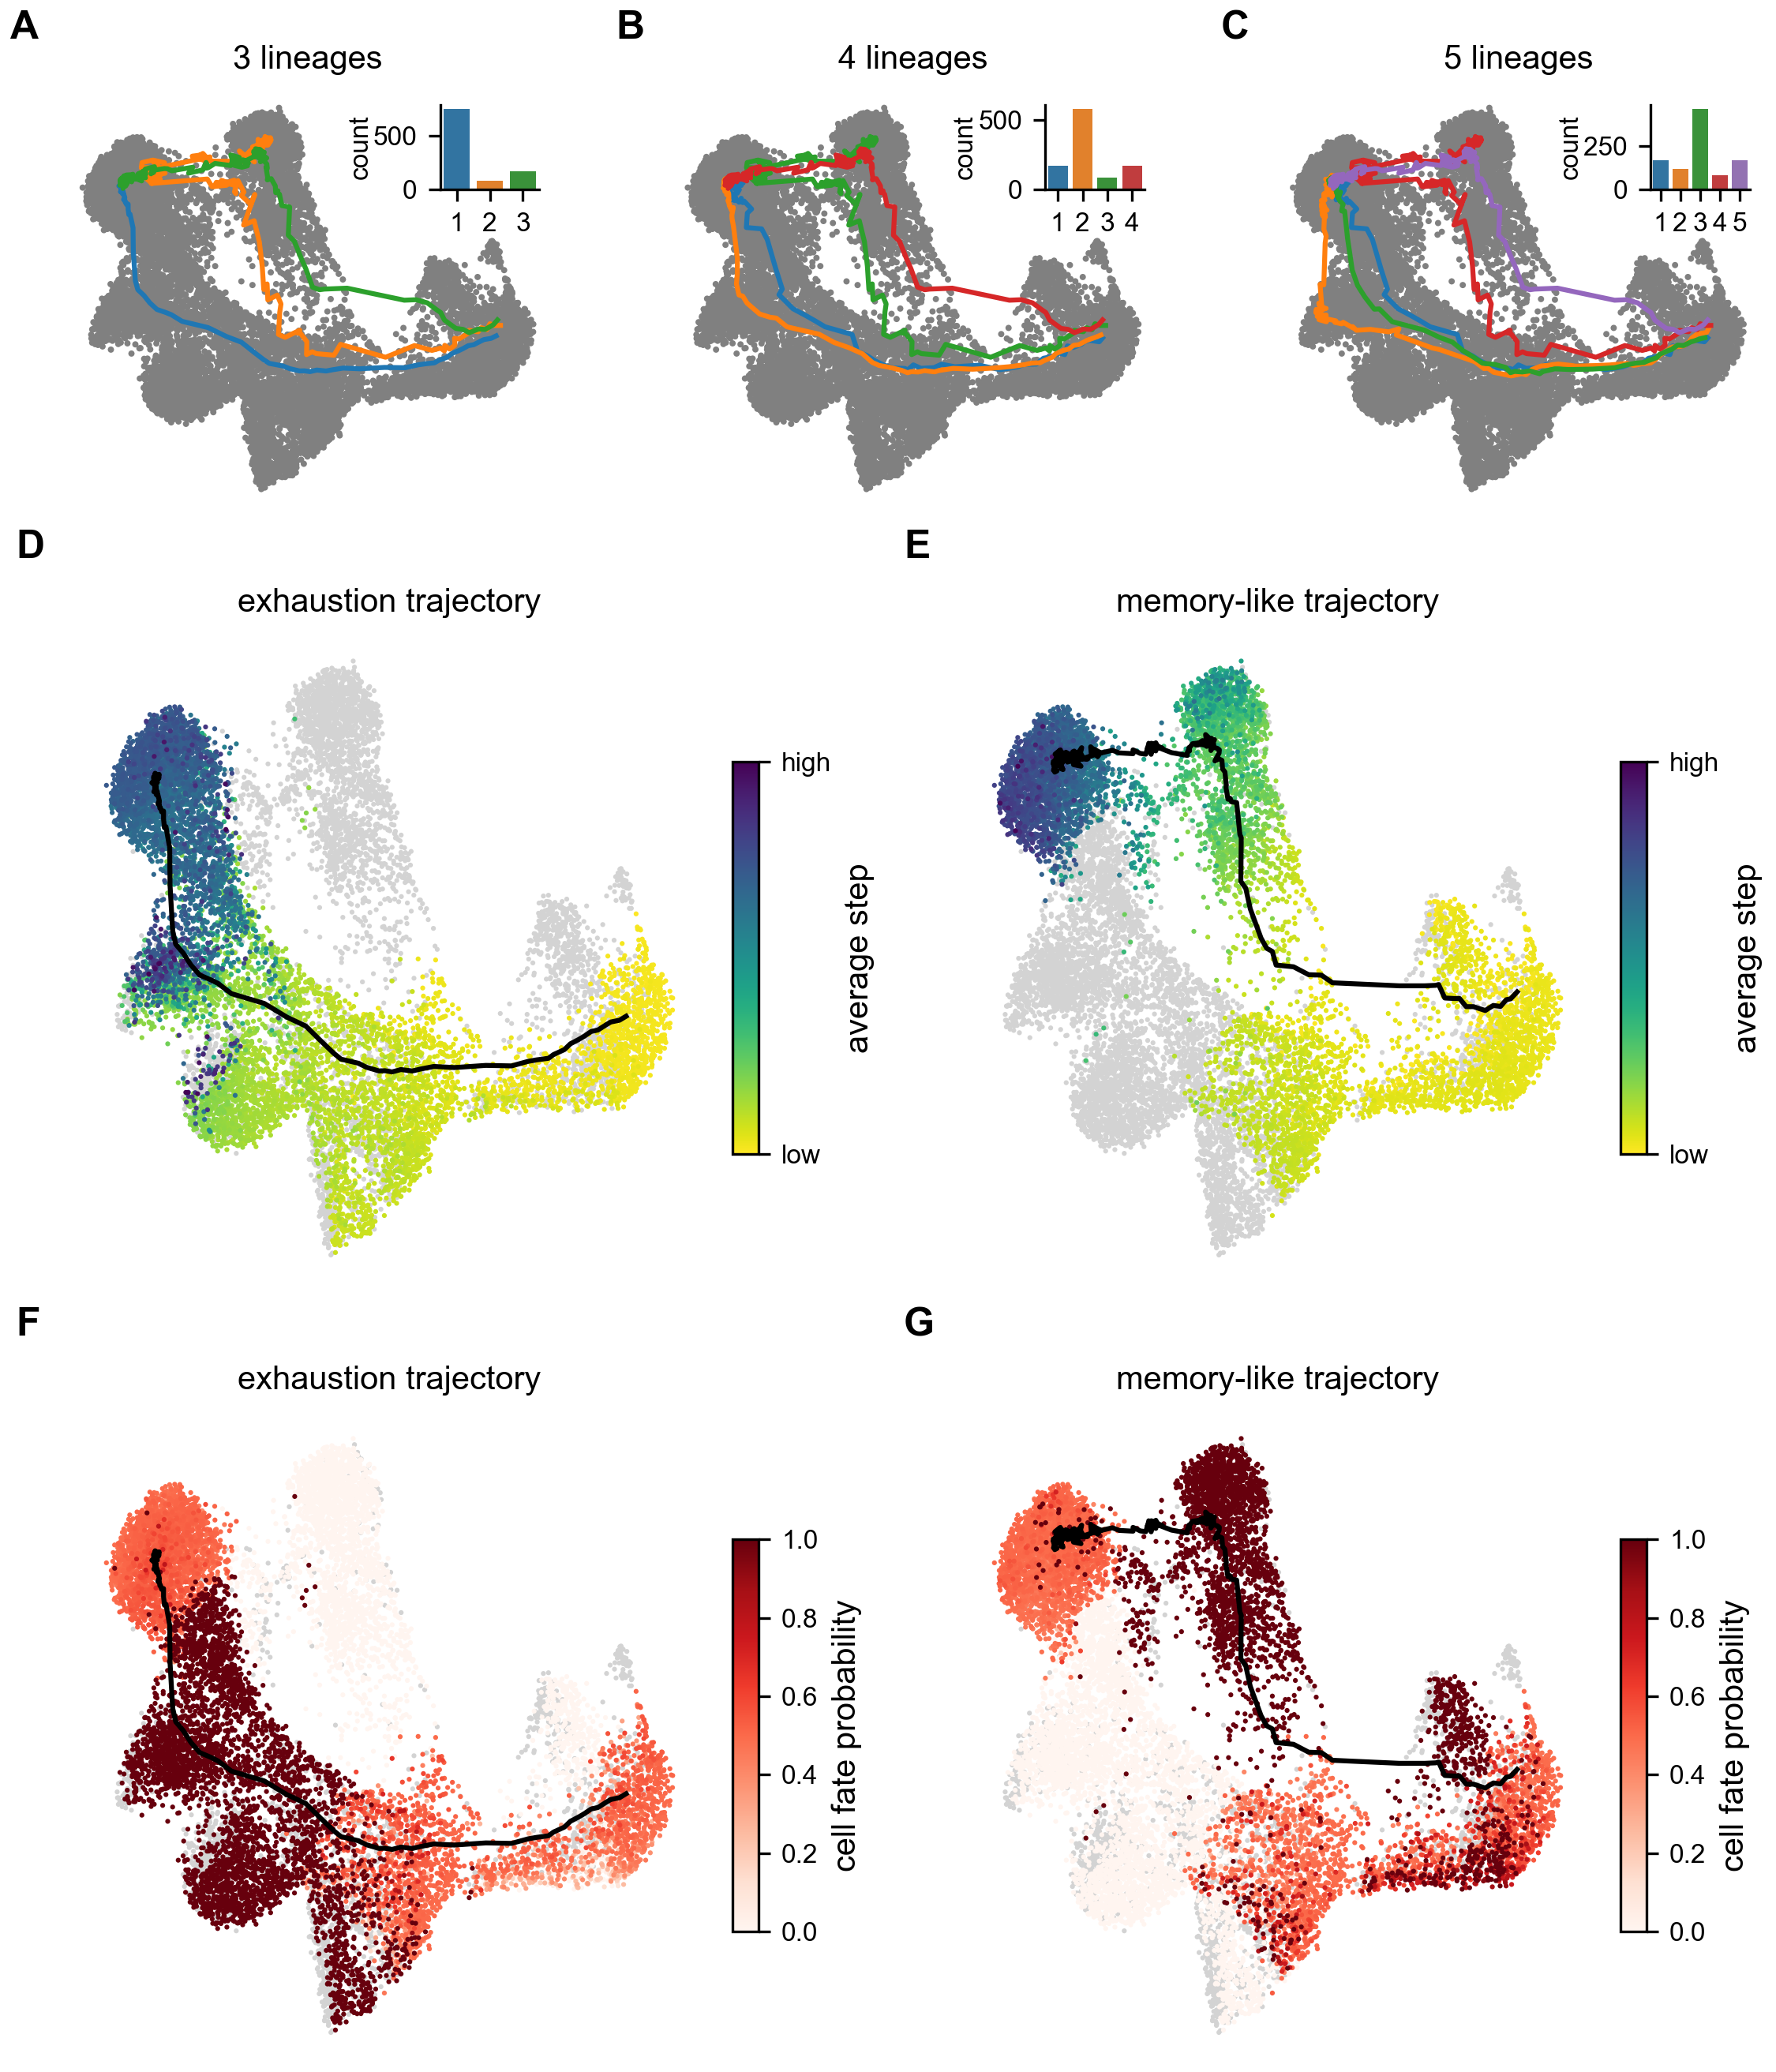 A
B
C
3 lineages
4 lineages
5 lineages
count
500
0
1 2 3
count
500
0
1 2 3 4
count
250
0
1 2 3 4 5
D
E
exhaustion trajectory
memory-like trajectory
high
low
average step
high
low
average step
F
G
exhaustion trajectory
memory-like trajectory
1.0
0.8
0.6
0.4
0.2
0.0
cell fate probability
1.0
0.8
0.6
0.4
0.2
0.0
cell fate probability